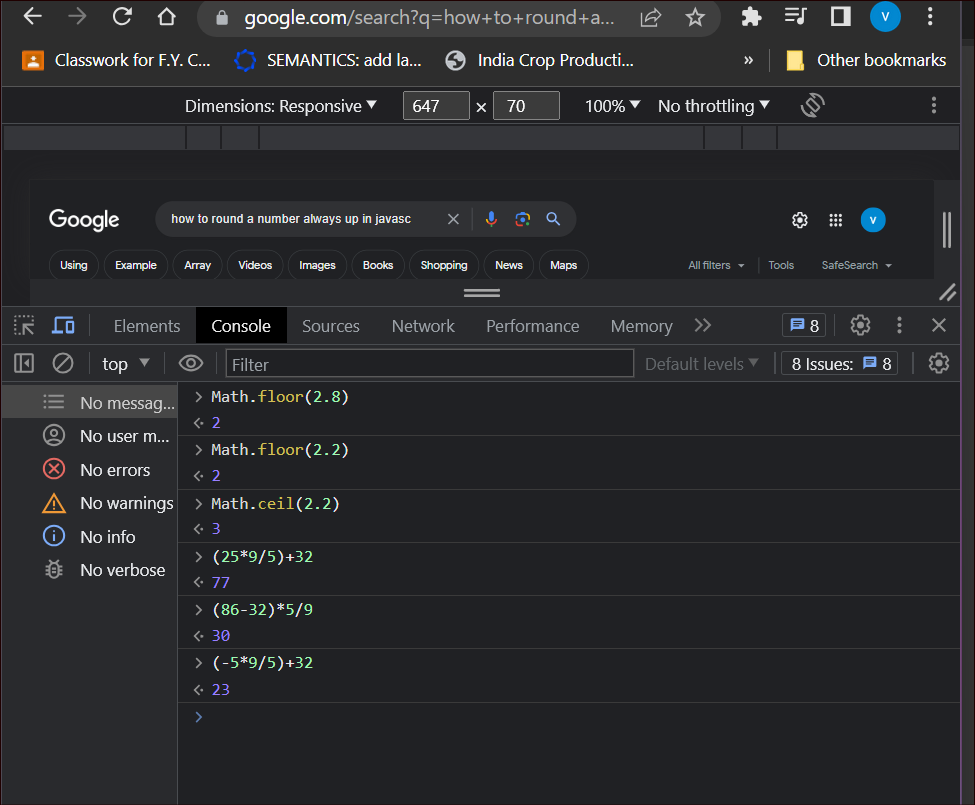 google.com/search?q=how+to+round+a...
V
Classwork for F.Y. C...
SEMANTICS: add la...
India Crop Producti...
»
Other bookmarks
Dimensions: Responsive
647 × 70
100%
No throttling
Google
how to round a number always up in javasc
V
Using
Example
Array
Videos
Images
Books
Shopping
News
Maps
All filters
Tools
SafeSearch
Elements
Console
Sources
Network
Performance
Memory
8
top
Filter
Default levels
8 Issues: 8
No messag...
No user m...
No errors
No warnings
No info
No verbose
Math.floor(2.8)
2
Math.floor(2.2)
2
Math.ceil(2.2)
3
(25*9/5)+32
77
(86-32)*5/9
30
(-5*9/5)+32
23